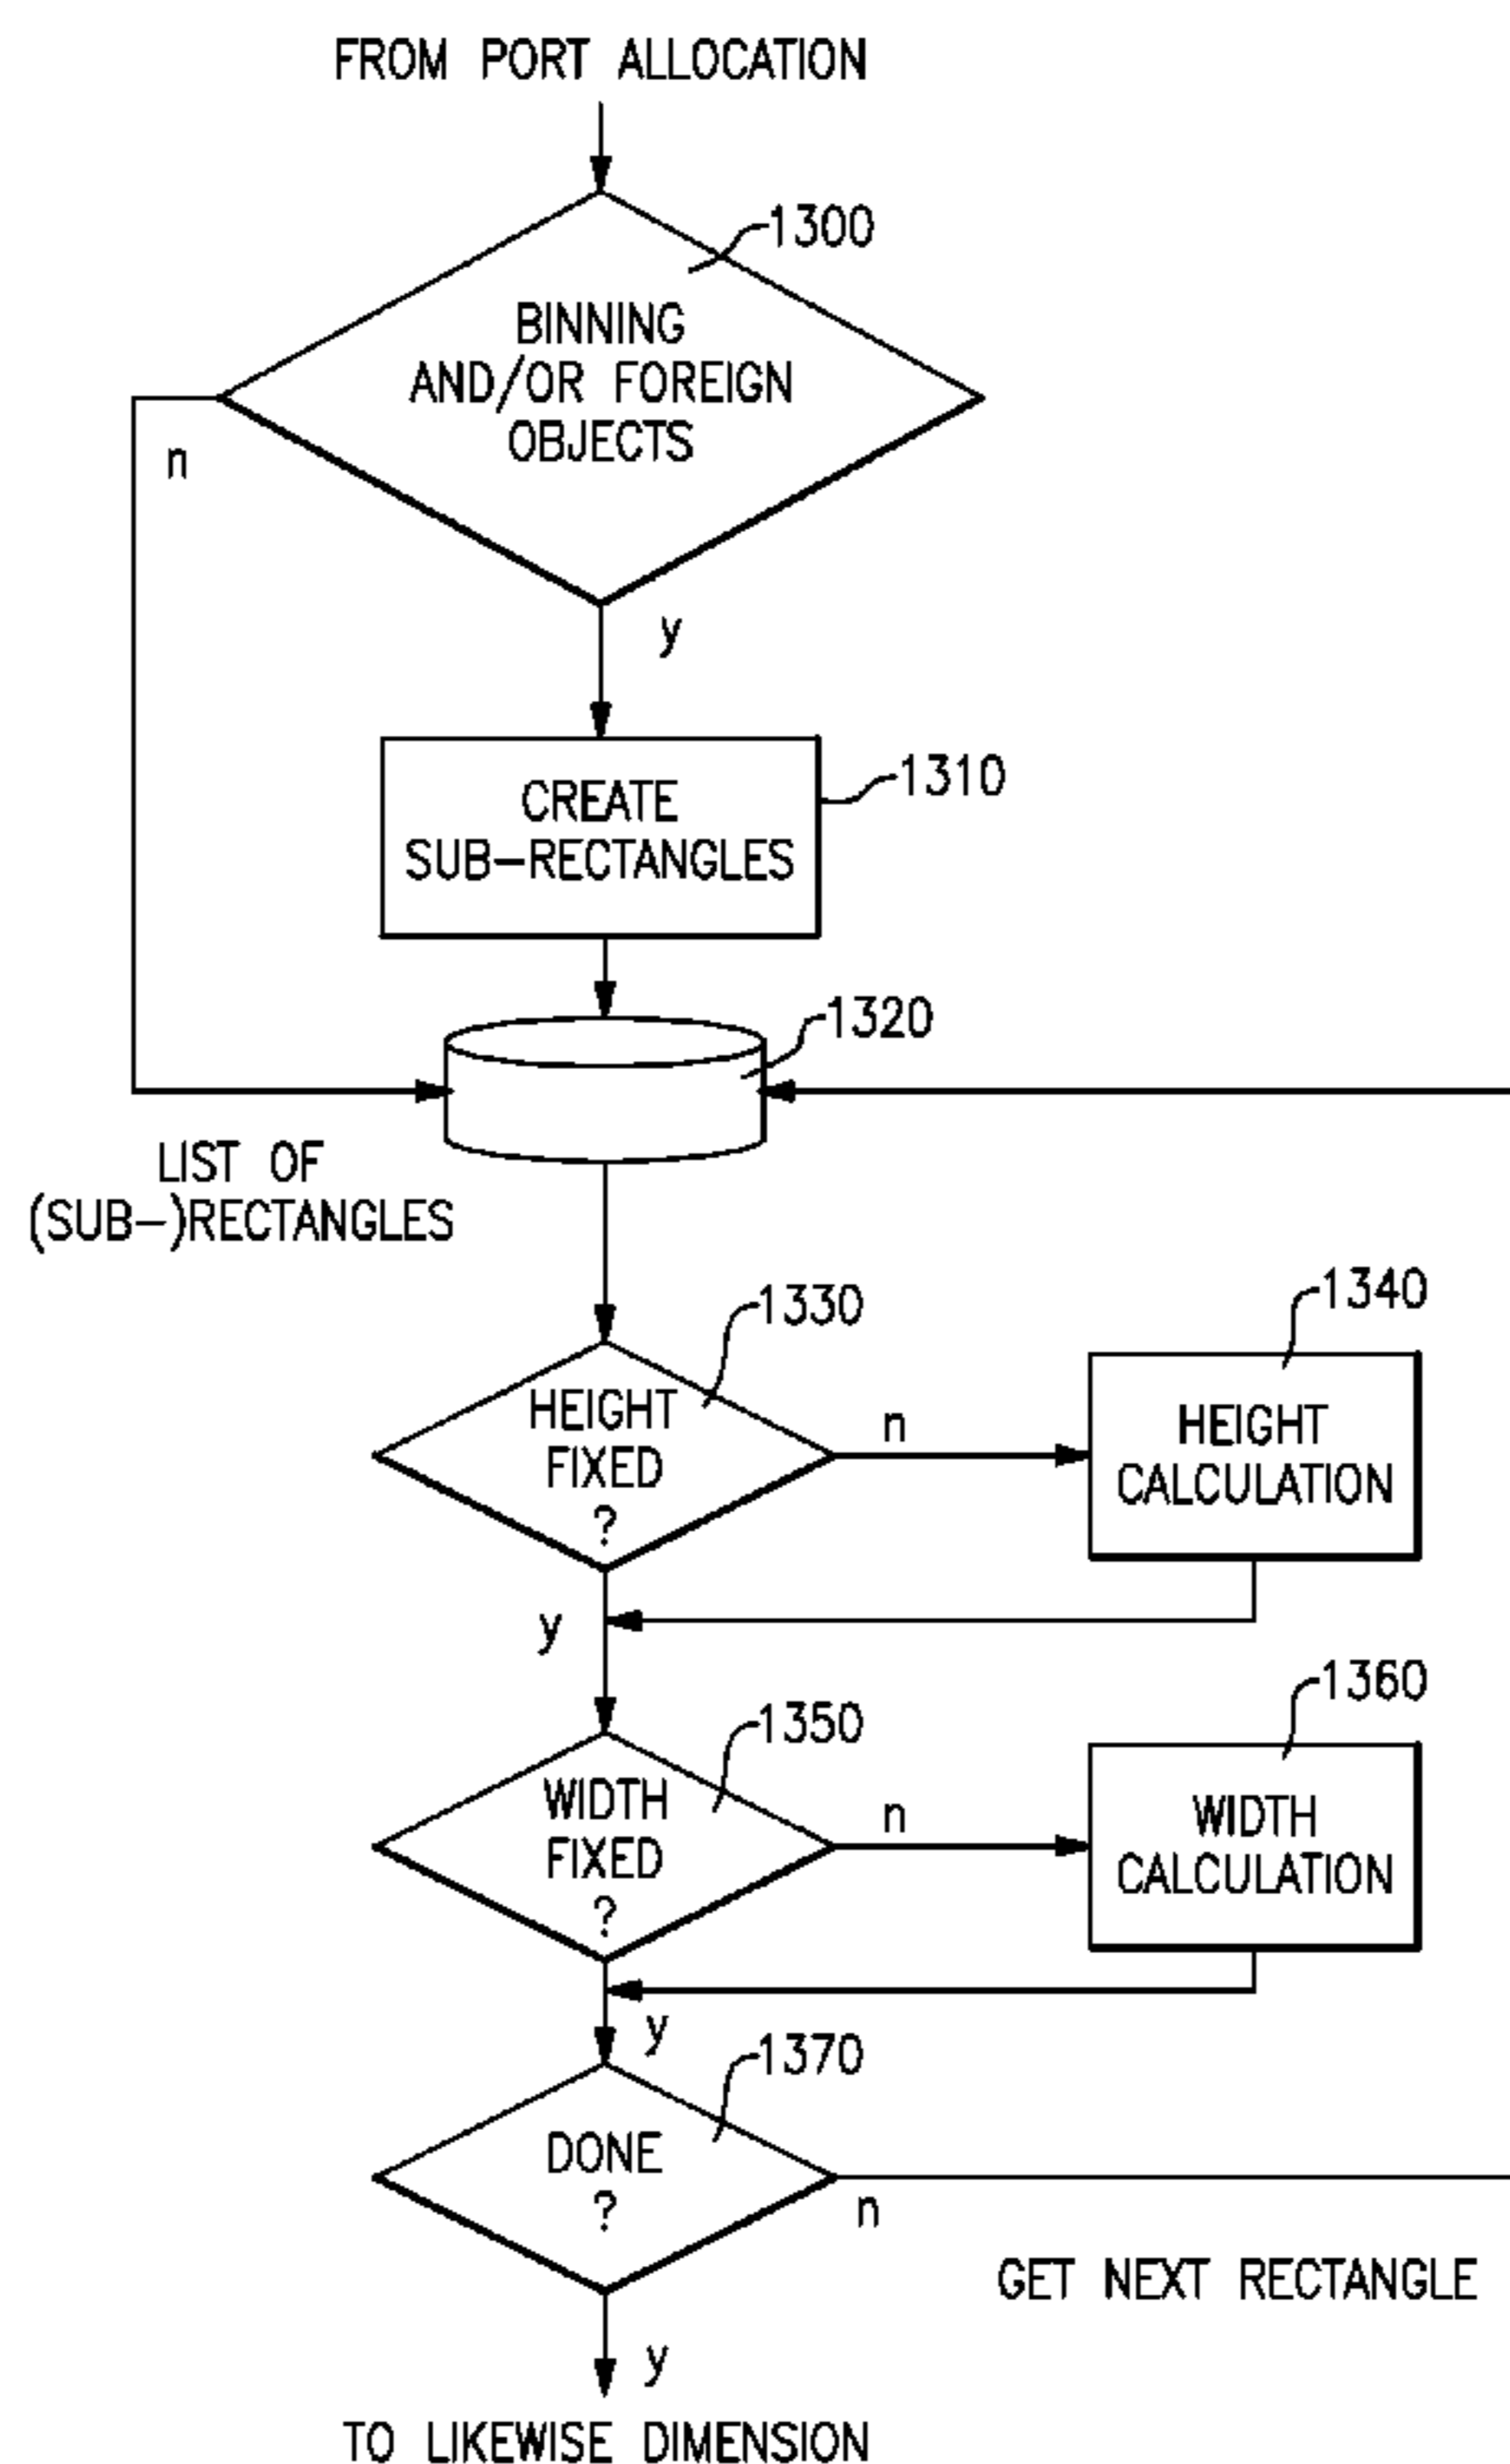 FROM PORT ALLOCATION
1300
BINNING
AND/OR FOREIGN
OBJECTS
n
y
1310
CREATE
SUB-RECTANGLES
1320
LIST OF
(SUB-)RECTANGLES
1330
HEIGHT
FIXED
?
n
1340
HEIGHT
CALCULATION
y
1350
WIDTH
FIXED
?
n
1360
WIDTH
CALCULATION
y
1370
DONE
?
n
GET NEXT RECTANGLE
y
TO LIKEWISE DIMENSION